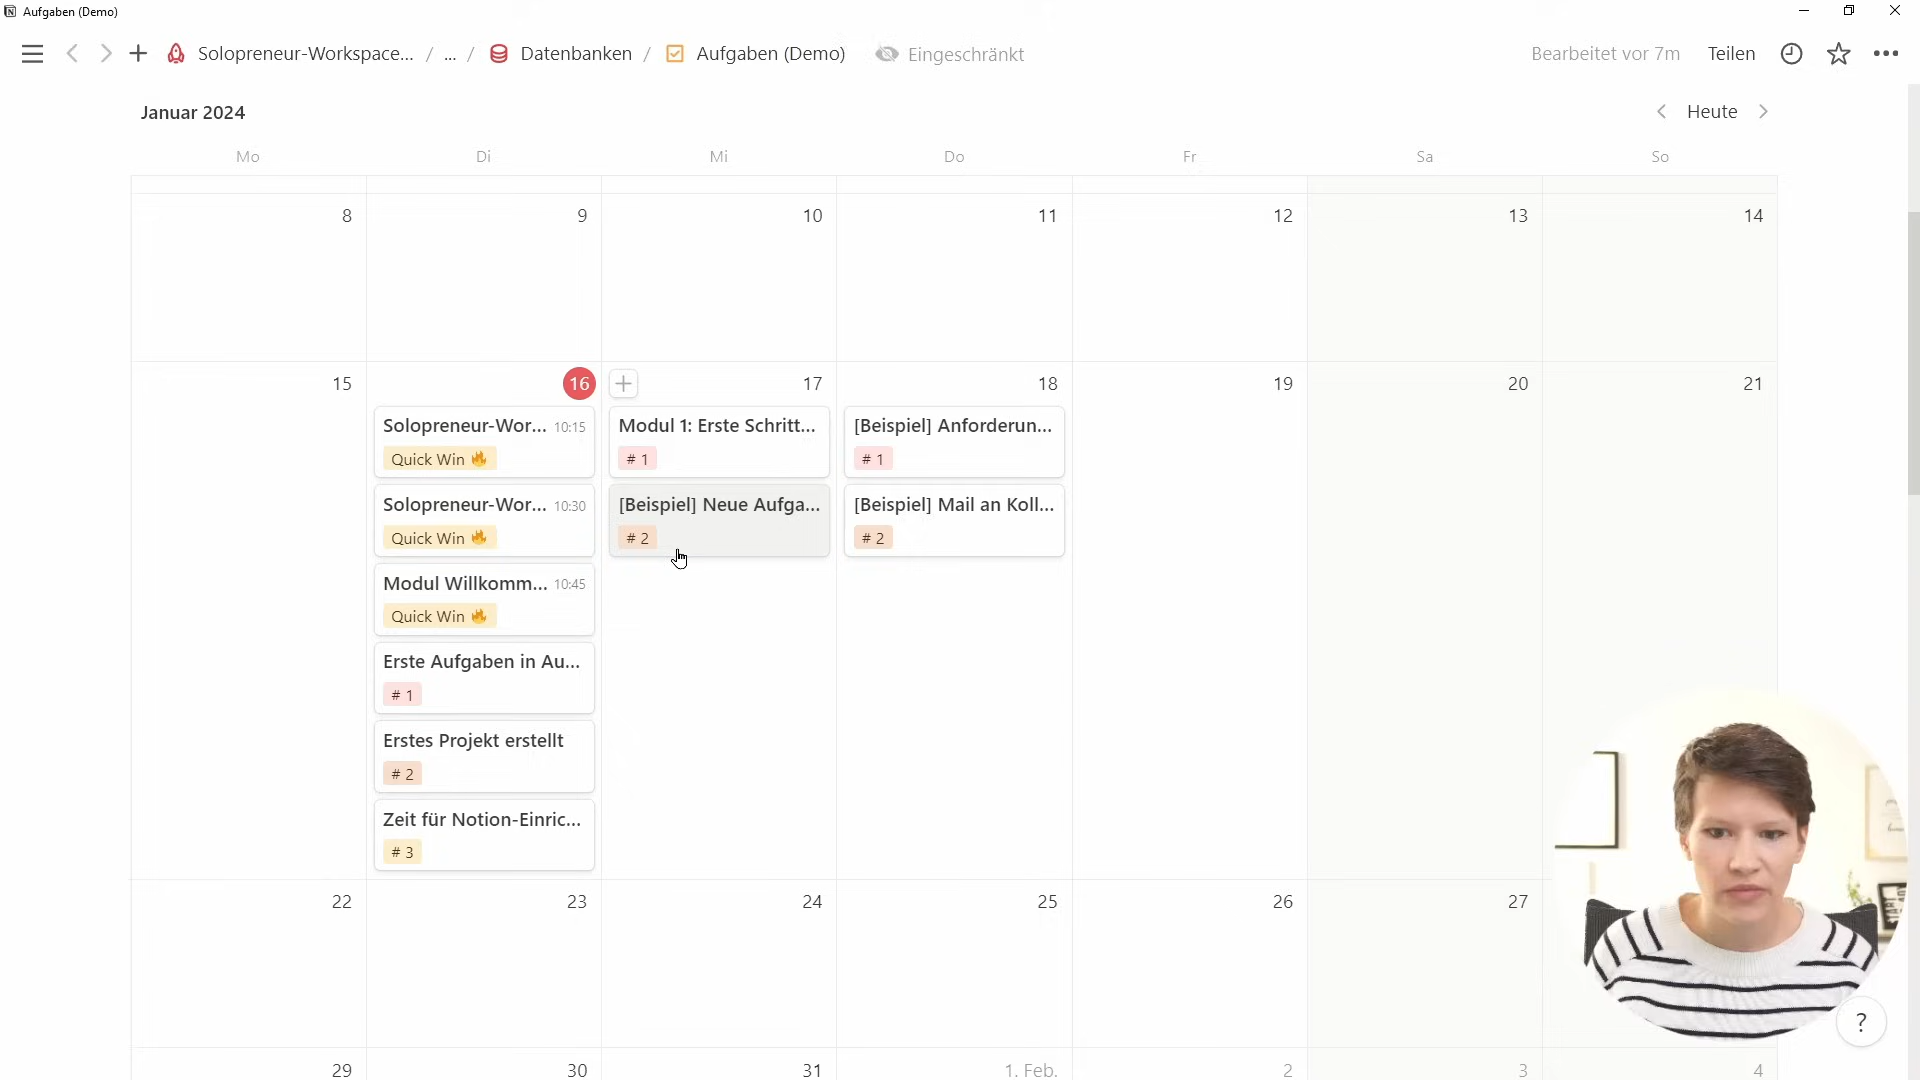 Aufgaben (Demo)
Solopreneur-Workspace... / ... / Datenbanken / Aufgaben (Demo) Eingeschränkt
Bearbeitet vor 7m Teilen
Januar 2024
Heute
Mo Di Mi Do Fr Sa So
8 9 10 11 12 13 14
15 16 17 18 19 20 21
Solopreneur-Wor... 10:15
Quick Win 🔥
Solopreneur-Wor... 10:30
Quick Win 🔥
Modul Willkomm... 10:45
Quick Win 🔥
Erste Aufgaben in Au...
# 1
Erstes Projekt erstellt
# 2
Zeit für Notion-Einric...
# 3
Modul 1: Erste Schritt...
# 1
[Beispiel] Neue Aufga...
# 2
[Beispiel] Anforderun...
# 1
[Beispiel] Mail an Koll...
# 2
22 23 24 25 26 27
29 30 31 1. Feb. 2 3 4
?